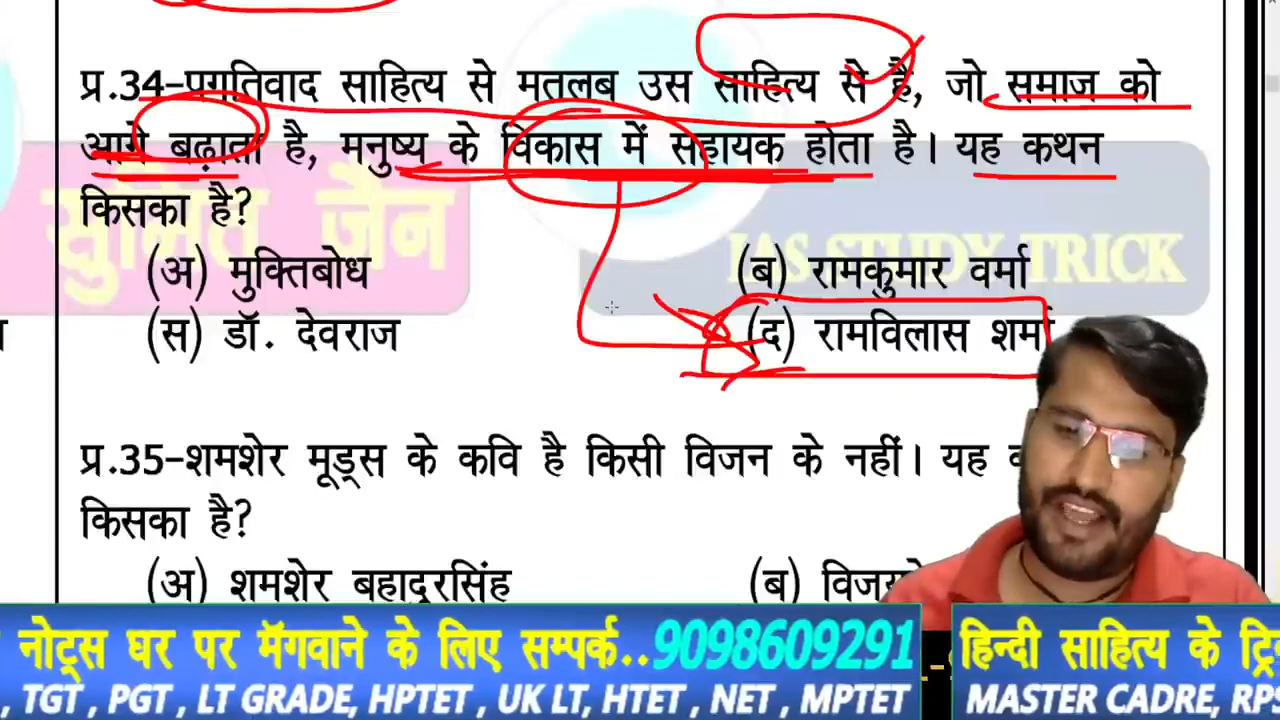 प्र.34-प्रगतिवाद साहित्य से मतलब उस साहित्य से है, जो समाज को
आगे बढ़ाता है, मनुष्य के विकास में सहायक होता है। यह कथन
किसका है?
सुमित जैन
IAS STUDY TRICK
(अ) मुक्तिबोध (ब) रामकुमार वर्मा
(स) डॉ. देवराज (द) रामविलास शर्मा
प्र.35-शमशेर मूड्स के कवि है किसी विजन के नहीं। यह
किसका है?
(अ) शमशेर बहादुरसिंह (ब)
नोट्स घर पर मॅगवाने के लिए सम्पर्क..9098609291 हिन्दी साहित्य के
, TGT , PGT , LT GRADE, HPTET , UK LT, HTET , NET , MPTET MASTER CADRE,